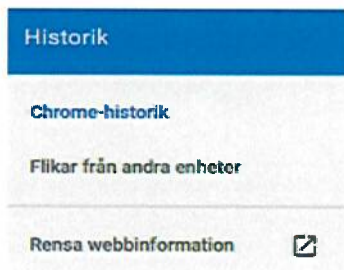 Historik
Chrome-historik
Flikar från andra enheter
Rensa webbinformation